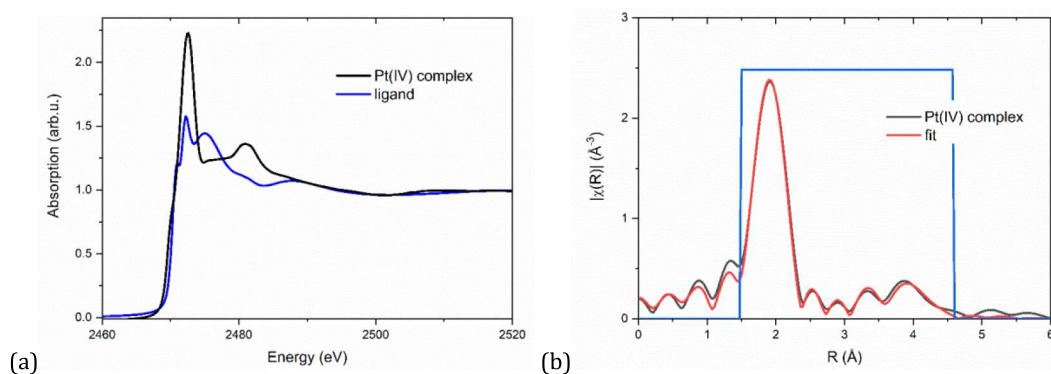 2.0
1.5
1.0
0.5
0.0
Absorption (arb.u.)
Pt(IV) complex
ligand
2460
2480
2500
2520
Energy (eV)
(a)
3
2
1
0
|χ(R)| (Å⁻³)
Pt(IV) complex
fit
0
1
2
3
4
5
6
R (Å)
(b)